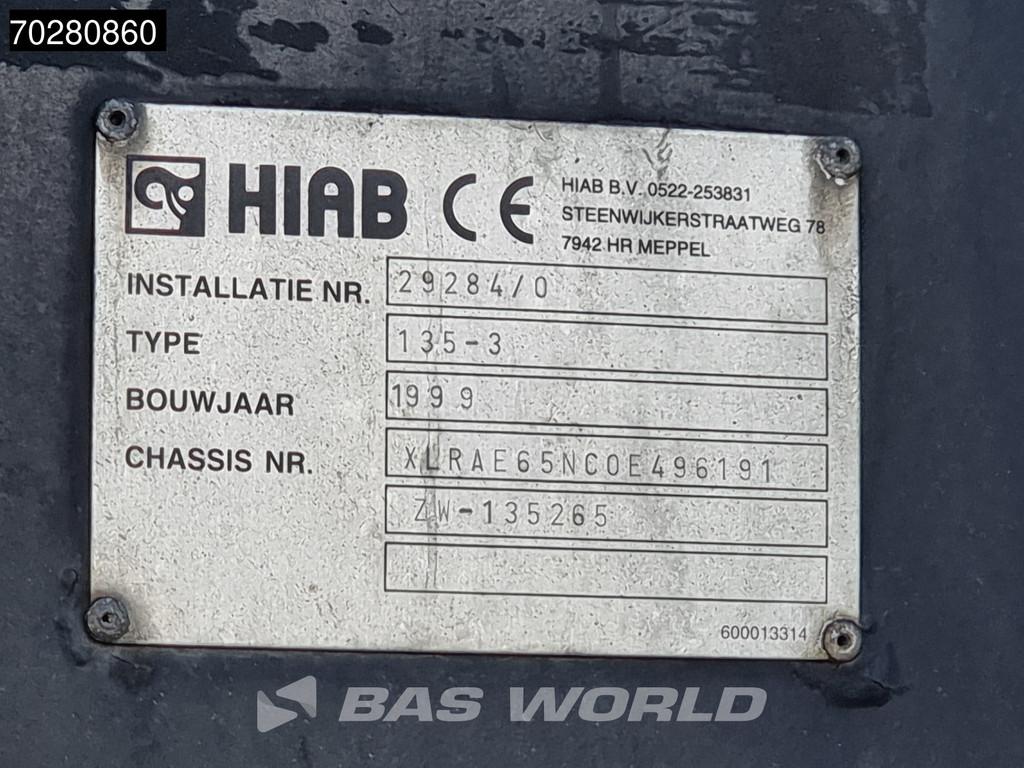 70280860
HIAB CE
HIAB B.V. 0522-253831
STEENWIJKERSTRAATWEG 78
7942 HR MEPPEL
INSTALLATIE NR. 29284/0
TYPE 135-3
BOUWJAAR 1999
CHASSIS NR. XLRAE65NC0E496191
ZW-135265
600013314
BAS WORLD